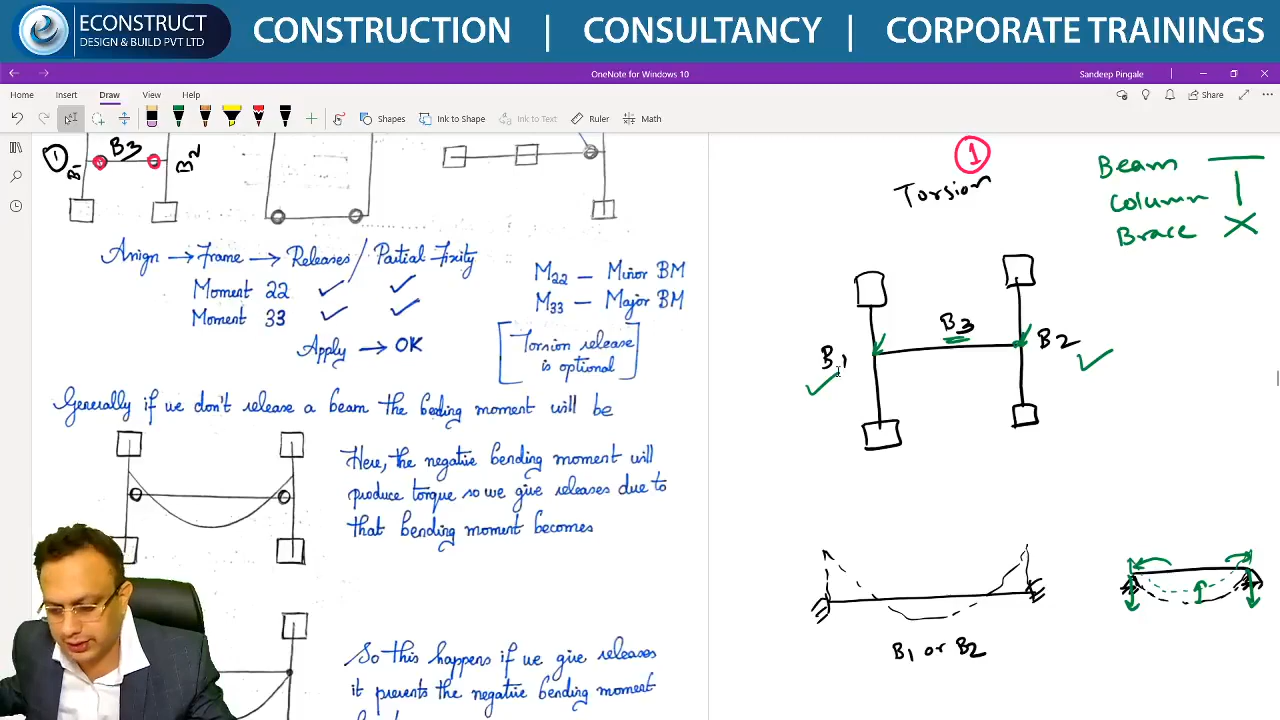 ECONSTRUCT
DESIGN & BUILD PVT LTD
CONSTRUCTION | CONSULTANCY | CORPORATE TRAININGS
OneNote for Windows 10
Sandeep Pingale
Home Insert Draw View Help
Share
Shapes Ink to Shape Ink to Text Ruler Math
1 B1 B3 B2
Assign → Frame → Releases / Partial Fixity
Moment 22 ✓ ✓
Moment 33 ✓ ✓
Apply → OK
M22 – Minor BM
M33 – Major BM
[Torsion release
is optional]
Generally if we don't release a beam the bending moment will be
Here, the negative bending moment will
produce torque so we give releases due to
that bending moment becomes
So this happens if we give releases
it prevents the negative bending moment
1
Torsion
Beam
Column
Brace
B3
B1
B2
B1 or B2